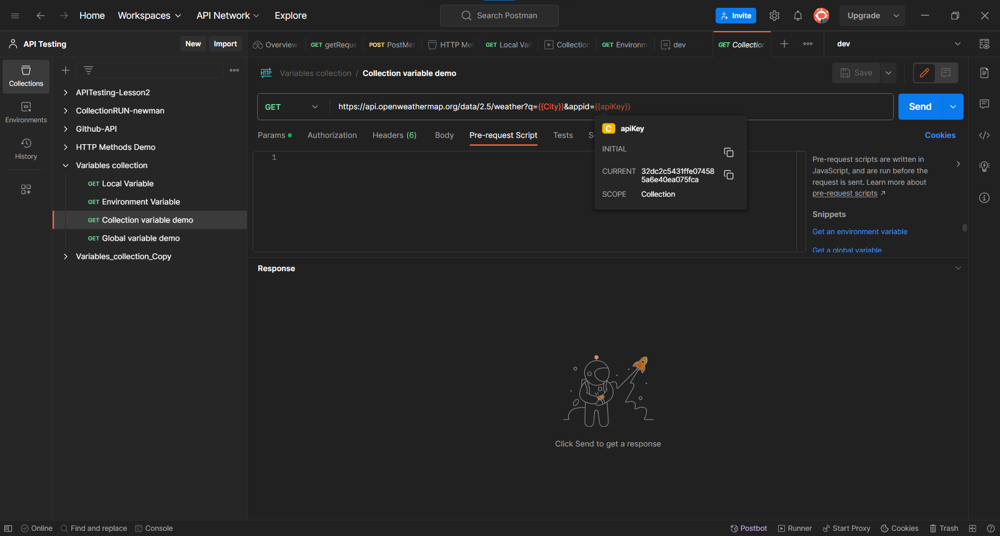 Home Workspaces API Network Explore Search Postman Invite Upgrade
API Testing New Import
Overview GET getReque POST PostMet HTTP Me GET Local Var Collection GET Environm dev GET Collection dev
Collections
Environments
History
APITesting-Lesson2
CollectionRUN-newman
Github-API
HTTP Methods Demo
Variables collection
GET Local Variable
GET Environment Variable
GET Collection variable demo
GET Global variable demo
Variables_collection_Copy
HTTP Variables collection / Collection variable demo Save
GET https://api.openweathermap.org/data/2.5/weather?q={{City}}&appid={{apiKey}} Send
Params Authorization Headers (6) Body Pre-request Script Tests S Cookies
1
C apiKey
INITIAL
CURRENT 32dc2c5431ffe07458
5a6e40ea075fca
SCOPE Collection
Pre-request scripts are written in
JavaScript, and are run before the
request is sent. Learn more about
pre-request scripts ↗
Snippets
Get an environment variable
Get a global variable
Response
Click Send to get a response
Online Find and replace Console Postbot Runner Start Proxy Cookies Trash